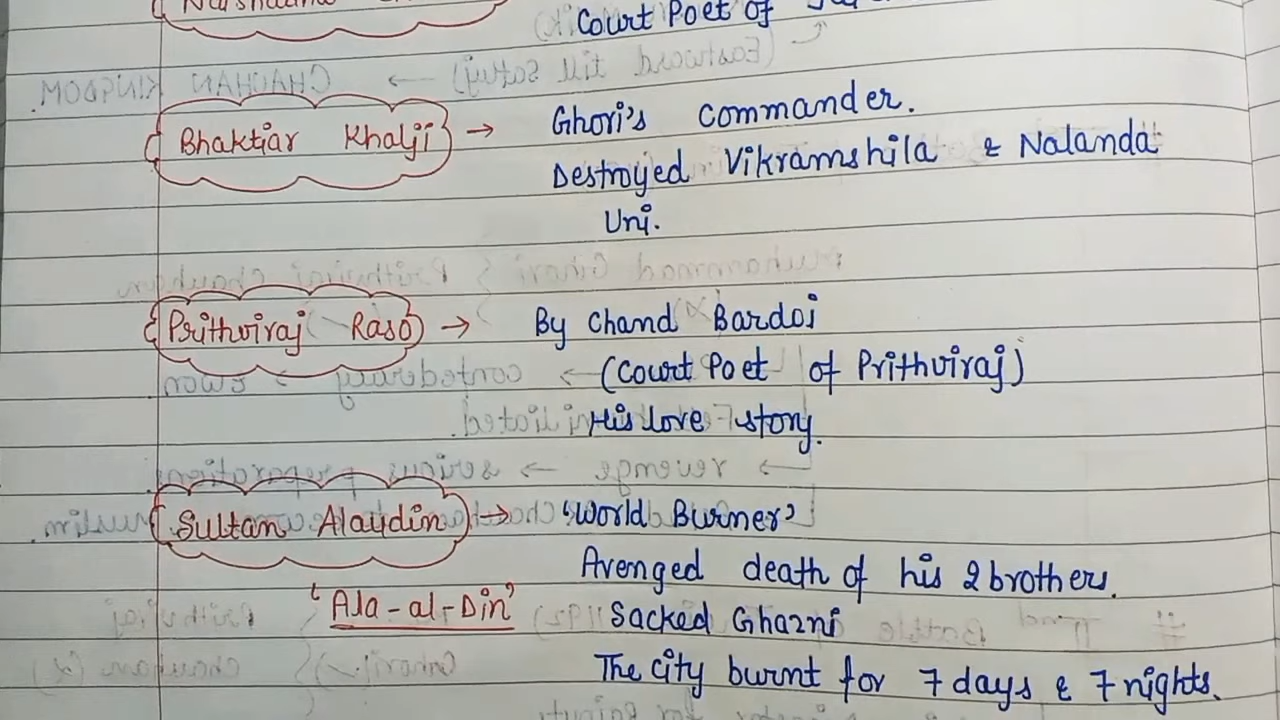 Court Poet of
Bhaktiar Khalji → Ghori's Commander.
Destroyed Vikramshila & Nalanda
Uni.
Prithviraj Raso → By Chand Bardoi
(Court Poet of Prithviraj)
His love story.
Sultan Alaudin → 'World Burner'
Avenged death of his 2 brothers.
'Ala-al-Din' Sacked Ghazni
The city burnt for 7 days & 7 nights.